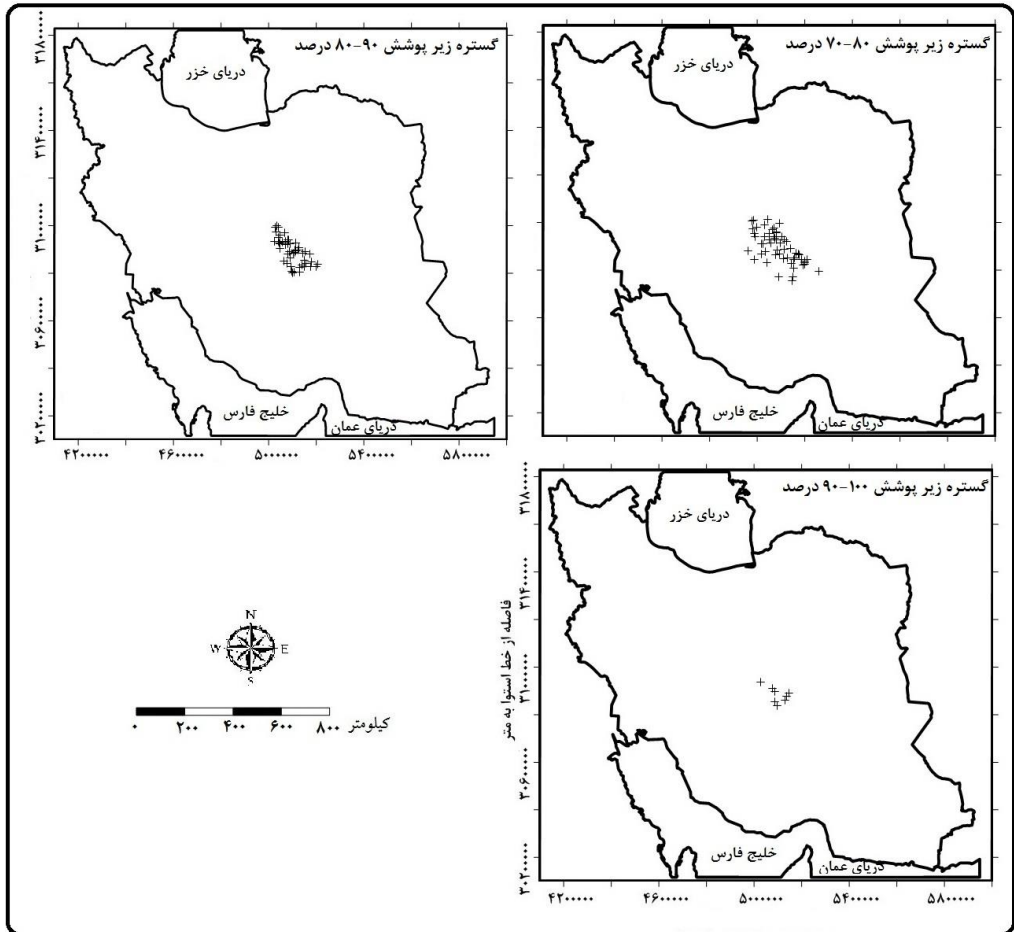 گستره زیر پوشش ۸۰-۷۰ درصد
دریای خزر
خلیج فارس
دریای عمان
گستره زیر پوشش ۹۰-۸۰ درصد
دریای خزر
خلیج فارس
دریای عمان
۳۱۸۰۰۰۰
۳۱۴۰۰۰۰
۳۱۰۰۰۰۰
۳۰۶۰۰۰۰
۳۰۲۰۰۰۰
۴۲۰۰۰۰۰ ۴۶۰۰۰۰۰ ۵۰۰۰۰۰۰ ۵۴۰۰۰۰۰ ۵۸۰۰۰۰۰
گستره زیر پوشش ۱۰۰-۹۰ درصد
دریای خزر
خلیج فارس
دریای عمان
فاصله از خط استوا به متر
۳۱۸۰۰۰۰
۳۱۴۰۰۰۰
۳۱۰۰۰۰۰
۳۰۶۰۰۰۰
۳۰۲۰۰۰۰
۴۲۰۰۰۰۰ ۴۶۰۰۰۰۰ ۵۰۰۰۰۰۰ ۵۴۰۰۰۰۰ ۵۸۰۰۰۰۰
N
W E
S
۰ ۲۰۰ ۴۰۰ ۶۰۰ ۸۰۰ کیلومتر